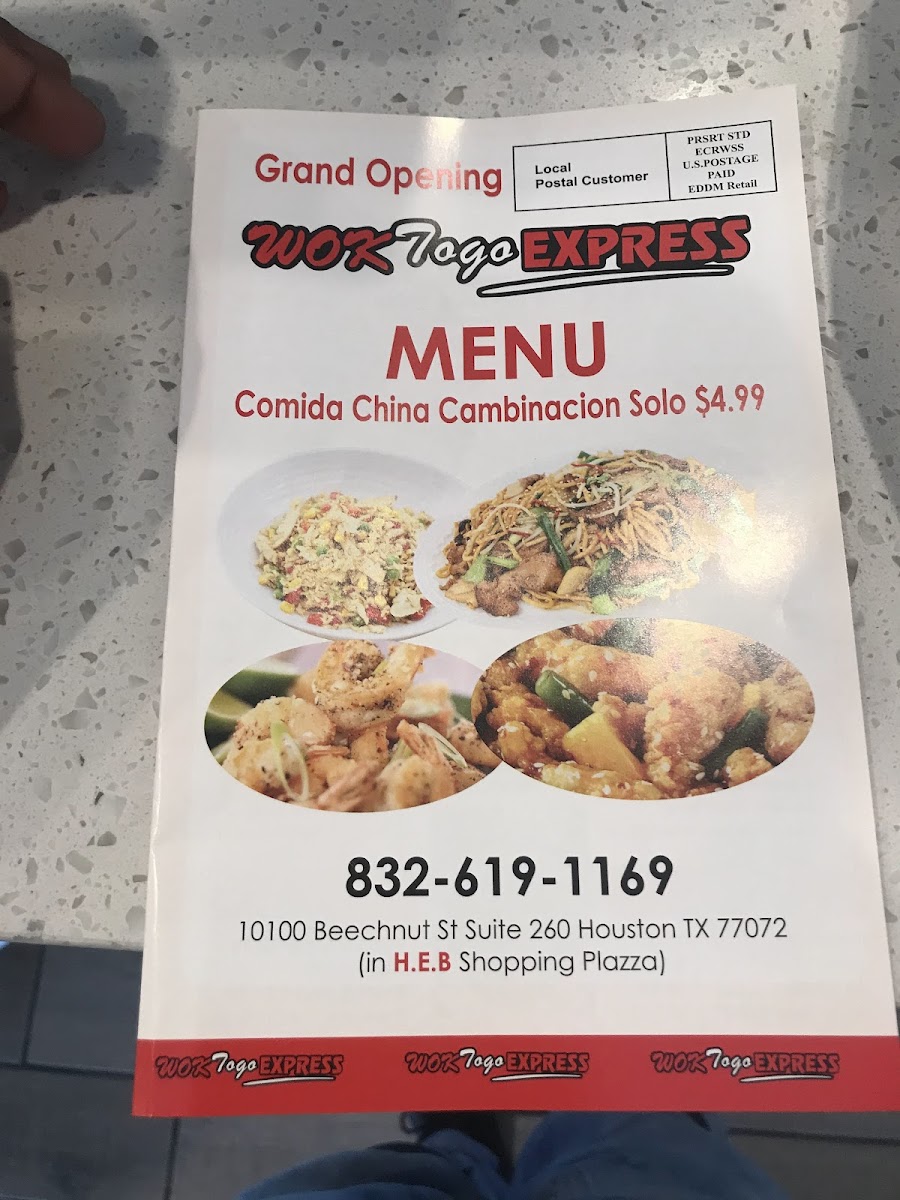 Grand Opening
Local
Postal Customer
PRSRT STD
ECRWSS
U.S.POSTAGE
PAID
EDDM Retail
WOK Togo EXPRESS
MENU
Comida China Cambinacion Solo $4.99
832-619-1169
10100 Beechnut St Suite 260 Houston TX 77072
(in H.E.B Shopping Plazza)
WOK Togo EXPRESS WOK Togo EXPRESS WOK Togo EXPRESS